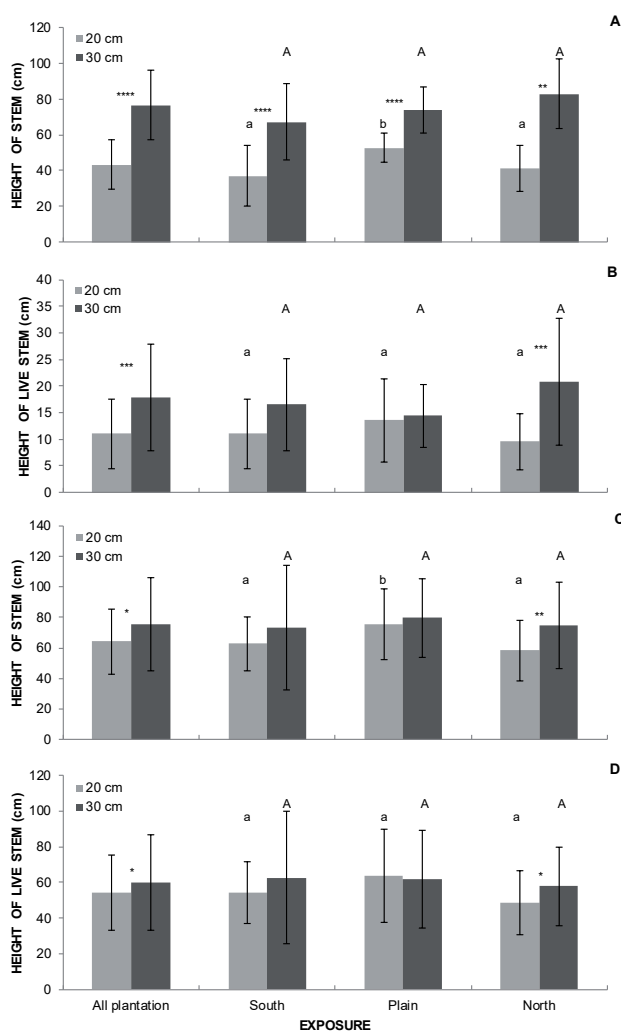 A
120
100
80
60
40
20
0
HEIGHT OF STEM (cm)
20 cm
30 cm
****
a
****
A
b
****
A
a
**
A
B
40
35
30
25
20
15
10
5
0
HEIGHT OF LIVE STEM (cm)
20 cm
30 cm
***
a
A
a
A
a
***
A
C
140
120
100
80
60
40
20
0
HEIGHT OF STEM (cm)
20 cm
30 cm
*
a
A
b
A
a
**
A
D
120
100
80
60
40
20
0
HEIGHT OF LIVE STEM (cm)
20 cm
30 cm
*
a
A
a
A
a
*
A
All plantation South Plain North
EXPOSURE